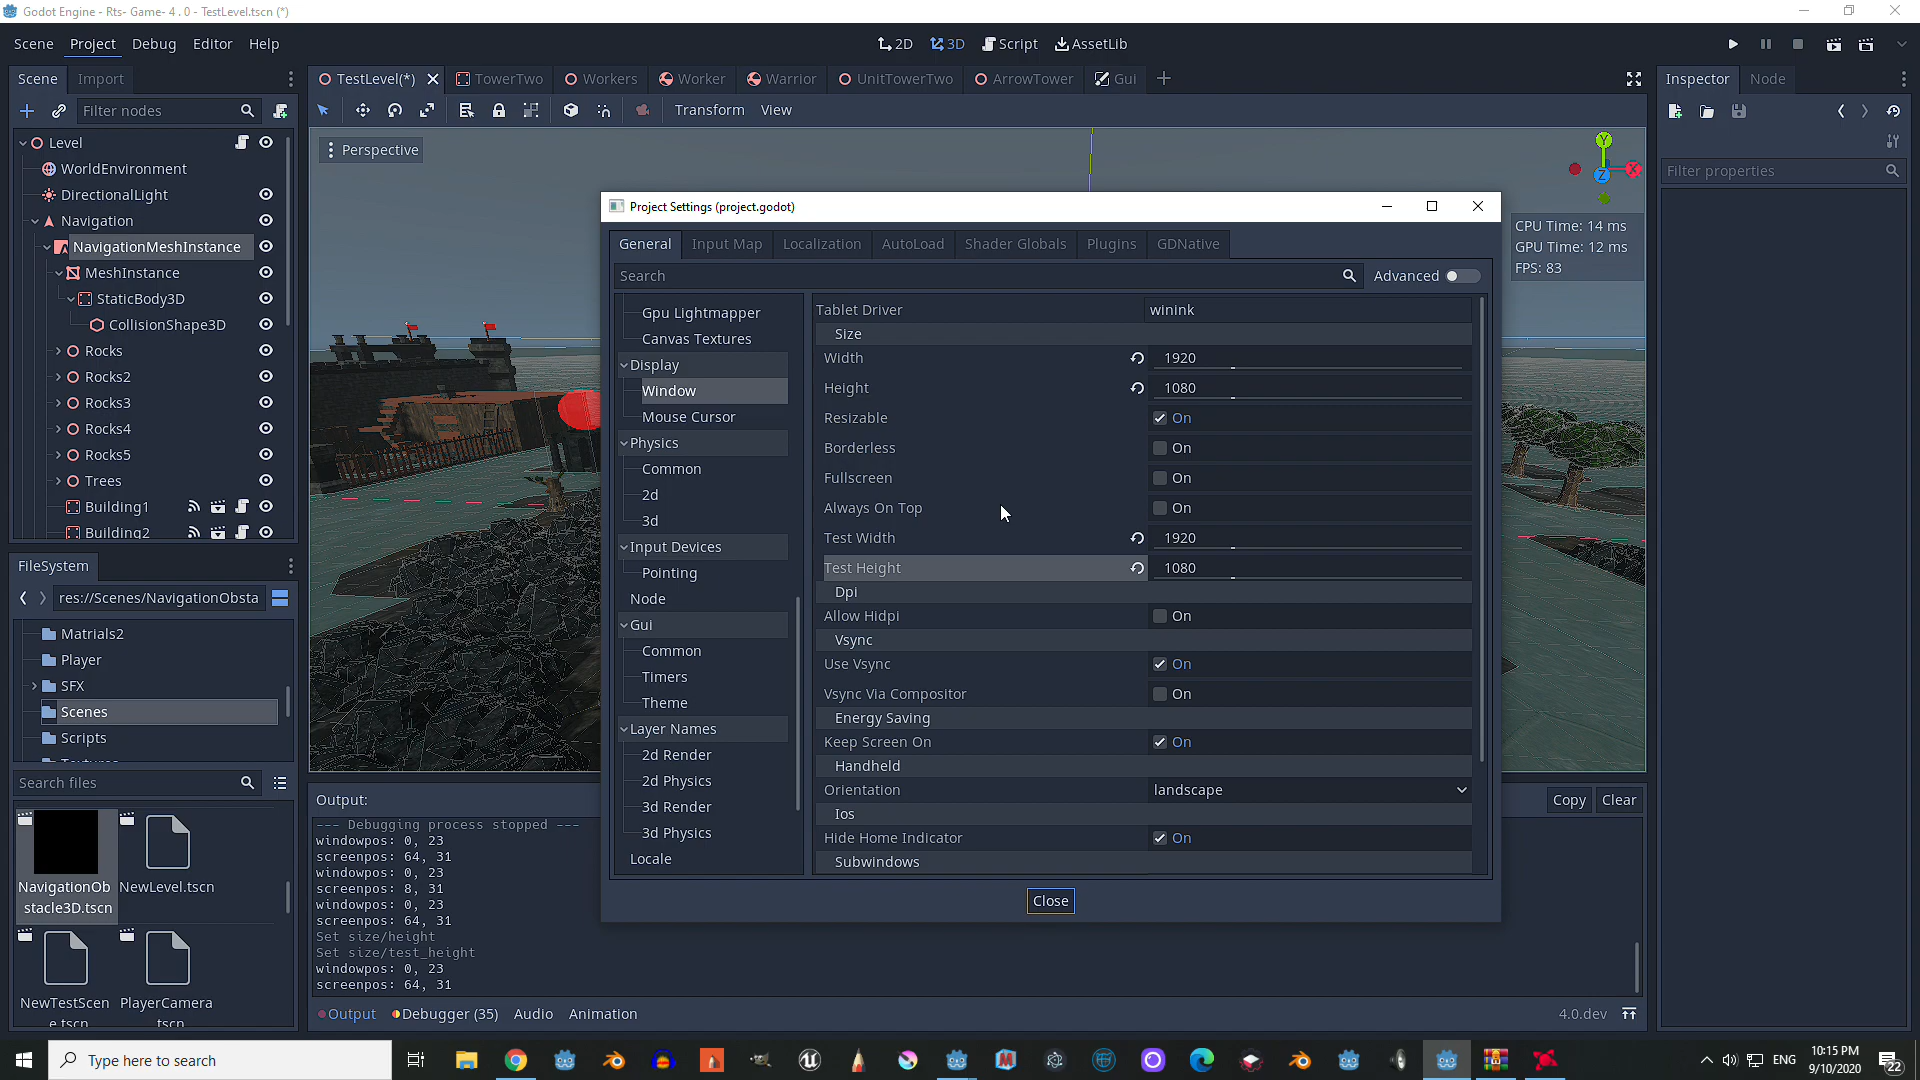 Godot Engine - Rts- Game- 4 . 0 - TestLevel.tscn (*)
Scene Project Debug Editor Help
2D 3D Script AssetLib
Scene Import
Filter nodes
Level
WorldEnvironment
DirectionalLight
Navigation
NavigationMeshInstance
MeshInstance
StaticBody3D
CollisionShape3D
Rocks
Rocks2
Rocks3
Rocks4
Rocks5
Trees
Building1
Building2
FileSystem
res://Scenes/NavigationObsta
Matrials2
Player
SFX
Scenes
Scripts
Textures
Search files
NavigationOb
stacle3D.tscn
NewLevel.tscn
NewTestScen
e.tscn
PlayerCamera
.tscn
TestLevel(*) TowerTwo Workers Worker Warrior UnitTowerTwo ArrowTower Gui
Transform View
Perspective
Y
X
Z
CPU Time: 14 ms
GPU Time: 12 ms
FPS: 83
Project Settings (project.godot)
General Input Map Localization AutoLoad Shader Globals Plugins GDNative
Search
Advanced
Gpu Lightmapper
Canvas Textures
Display
Window
Mouse Cursor
Physics
Common
2d
3d
Input Devices
Pointing
Node
Gui
Common
Timers
Theme
Layer Names
2d Render
2d Physics
3d Render
3d Physics
Locale
Tablet Driver winink
Size
Width 1920
Height 1080
Resizable On
Borderless On
Fullscreen On
Always On Top On
Test Width 1920
Test Height 1080
Dpi
Allow Hidpi On
Vsync
Use Vsync On
Vsync Via Compositor On
Energy Saving
Keep Screen On On
Handheld
Orientation landscape
Ios
Hide Home Indicator On
Subwindows
Close
Output:
Copy Clear
--- Debugging process stopped ---
windowpos: 0, 23
screenpos: 64, 31
windowpos: 0, 23
screenpos: 8, 31
windowpos: 0, 23
screenpos: 64, 31
Set size/height
Set size/test_height
windowpos: 0, 23
screenpos: 64, 31
Output Debugger (35) Audio Animation
4.0.dev
Inspector Node
Filter properties
Type here to search
ENG
10:15 PM
9/10/2020
22